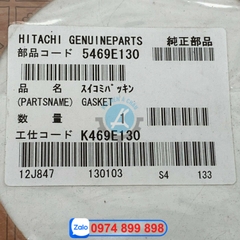 HITACHI GENUINEPARTS 純正部品
部品コード 5469E130
品名 スイコミパッキン
(PARTSNAME) GASKET
数量 1
工仕コード K469E130
12J847 130103 S4 133
Zalo 0974 899 898